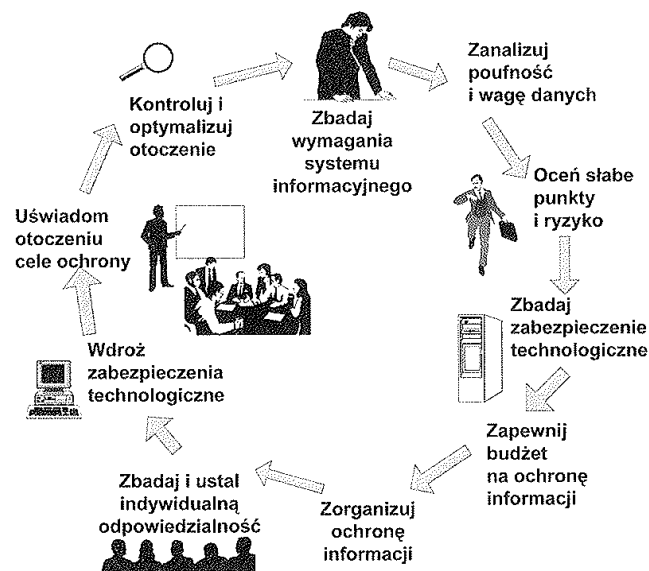 Zbadaj
wymagania
systemu
informacyjnego
Zanalizuj
poufność
i wagę danych
Oceń słabe
punkty
i ryzyko
Zbadaj
zabezpieczenie
technologiczne
Zapewnij
budżet
na ochronę
informacji
Zorganizuj
ochronę
informacji
Zbadaj i ustal
indywidualną
odpowiedzialność
Wdroż
zabezpieczenia
technologiczne
Uświadom
otoczeniu
cele ochrony
Kontroluj i
optymalizuj
otoczenie